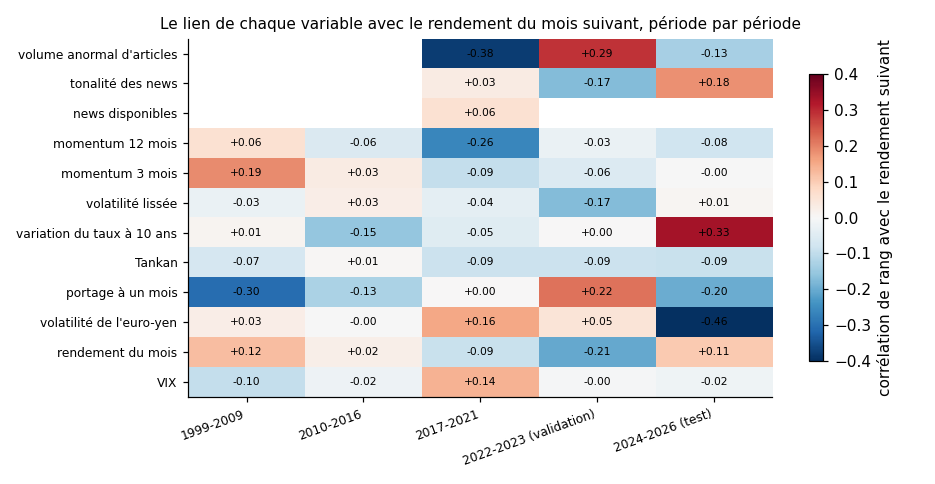 Le lien de chaque variable avec le rendement du mois suivant, période par période
volume anormal d'articles -0.38 +0.29 -0.13
tonalité des news +0.03 -0.17 +0.18
news disponibles +0.06
momentum 12 mois +0.06 -0.06 -0.26 -0.03 -0.08
momentum 3 mois +0.19 +0.03 -0.09 -0.06 -0.00
volatilité lissée -0.03 +0.03 -0.04 -0.17 +0.01
variation du taux à 10 ans +0.01 -0.15 -0.05 +0.00 +0.33
Tankan -0.07 +0.01 -0.09 -0.09 -0.09
portage à un mois -0.30 -0.13 +0.00 +0.22 -0.20
volatilité de l'euro-yen +0.03 -0.00 +0.16 +0.05 -0.46
rendement du mois +0.12 +0.02 -0.09 -0.21 +0.11
VIX -0.10 -0.02 +0.14 -0.00 -0.02
1999-2009 2010-2016 2017-2021 2022-2023 (validation) 2024-2026 (test)
0.4
0.3
0.2
0.1
0.0
−0.1
−0.2
−0.3
−0.4
corrélation de rang avec le rendement suivant